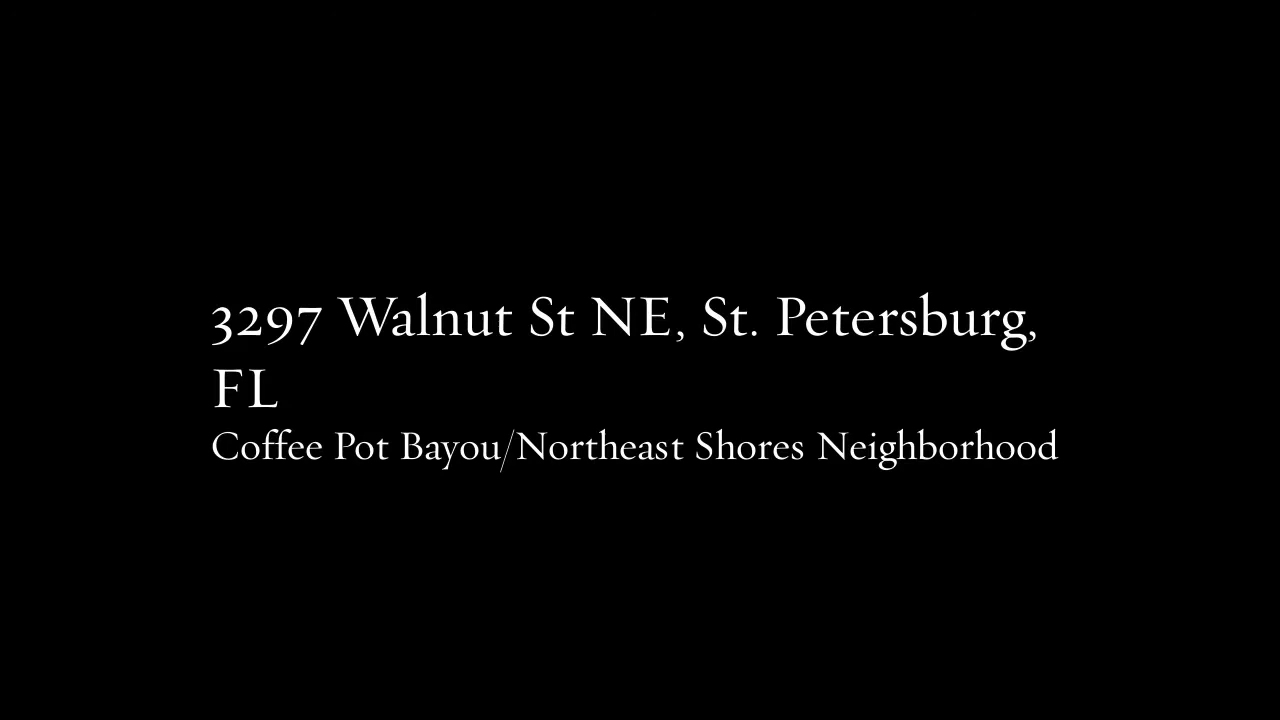 3297 Walnut St NE, St. Petersburg,
FL
Coffee Pot Bayou/Northeast Shores Neighborhood